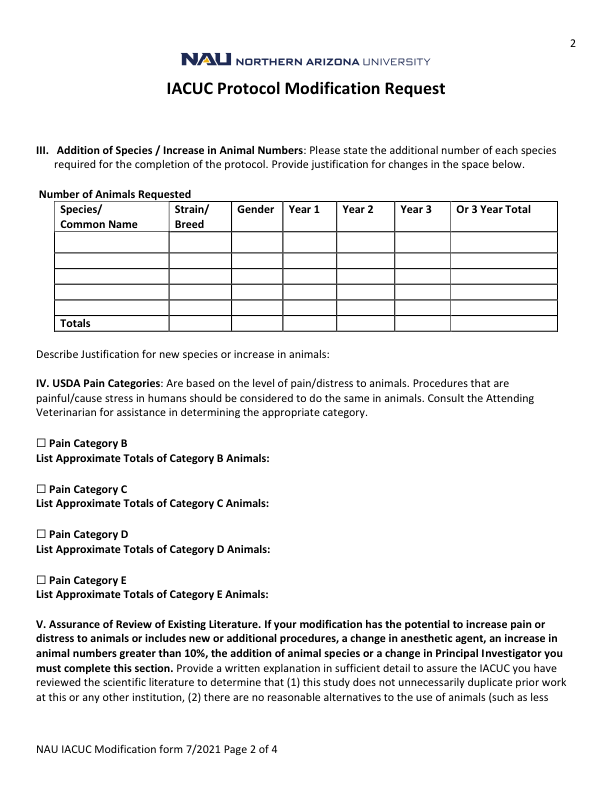 2
NAU NORTHERN ARIZONA UNIVERSITY
IACUC Protocol Modification Request
III. Addition of Species / Increase in Animal Numbers: Please state the additional number of each species
required for the completion of the protocol. Provide justification for changes in the space below.
Number of Animals Requested
Species/ Strain/ Gender Year 1 Year 2 Year 3 Or 3 Year Total
Common Name Breed
Totals
Describe Justification for new species or increase in animals:
IV. USDA Pain Categories: Are based on the level of pain/distress to animals. Procedures that are
painful/cause stress in humans should be considered to do the same in animals. Consult the Attending
Veterinarian for assistance in determining the appropriate category.
☐ Pain Category B
List Approximate Totals of Category B Animals:
☐ Pain Category C
List Approximate Totals of Category C Animals:
☐ Pain Category D
List Approximate Totals of Category D Animals:
☐ Pain Category E
List Approximate Totals of Category E Animals:
V. Assurance of Review of Existing Literature. If your modification has the potential to increase pain or
distress to animals or includes new or additional procedures, a change in anesthetic agent, an increase in
animal numbers greater than 10%, the addition of animal species or a change in Principal Investigator you
must complete this section. Provide a written explanation in sufficient detail to assure the IACUC you have
reviewed the scientific literature to determine that (1) this study does not unnecessarily duplicate prior work
at this or any other institution, (2) there are no reasonable alternatives to the use of animals (such as less
NAU IACUC Modification form 7/2021 Page 2 of 4